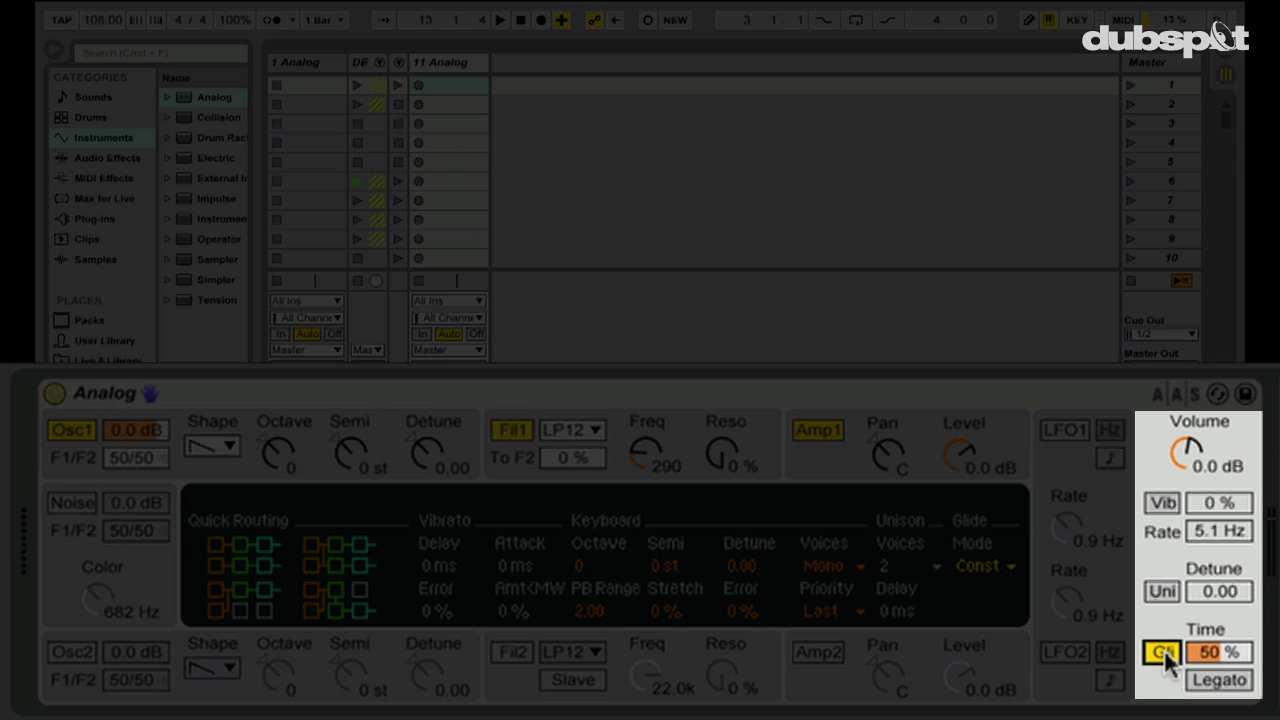 TAP 108.00 4 / 4 100% 1 Bar 13 1 4 NEW 3 1 1 4 0 0 KEY MIDI 13 % D
dubspot
Search (Cmd + F)
CATEGORIES
Sounds
Drums
Instruments
Audio Effects
MIDI Effects
Max for Live
Plug-ins
Clips
Samples
PLACES
Packs
User Library
Name
Analog
Collision
Drum Rac
Electric
External In
Impulse
Instrumen
Operator
Sampler
Simpler
Tension
1 Analog DE 11 Analog Master
1
2
3
4
5
6
7
8
9
10
All Ins All Ins
All Channe All Channe
In Auto Off In Auto Off
Master Mas Master
Cue Out
1/2
Master Out
Analog AAS
Osc1 0.0 dB
F1/F2 50/50
Shape Octave Semi Detune
0 0 st 0.00
Fil1 LP12 Freq Reso
To F2 0 % 290 0 %
Amp1 Pan Level
C 0.0 dB
LFO1 Hz
Volume
0.0 dB
Noise 0.0 dB
F1/F2 50/50
Color
682 Hz
Quick Routing Vibrato Keyboard Unison Glide
Delay Attack Octave Semi Detune Voices Voices Mode
0 ms 0 ms 0 0 st 0.00 Mono 2 Const
Error Amt<MW PB Range Stretch Error Priority Delay
0 % 0 % 2.00 0 % 0 % Last 0 ms
Rate
0.9 Hz
Rate
0.9 Hz
Vib 0 %
Rate 5.1 Hz
Detune
Uni 0.00
Time
50 %
Legato
Osc2 0.0 dB
F1/F2 50/50
Shape Octave Semi Detune
0 0 st 0.00
Fil2 LP12 Freq Reso
Slave 22.0k 0 %
Amp2 Pan Level
C 0.0 dB
LFO2 Hz